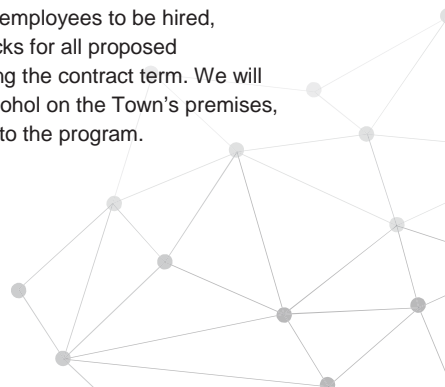 employees to be hired,
cks for all proposed
ng the contract term. We will
ohol on the Town's premises,
to the program.